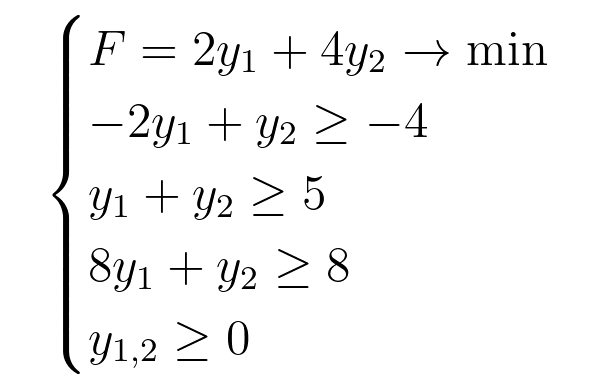 F = 2y₁ + 4y₂ → min
−2y₁ + y₂ ≥ −4
y₁ + y₂ ≥ 5
8y₁ + y₂ ≥ 8
y₁,₂ ≥ 0